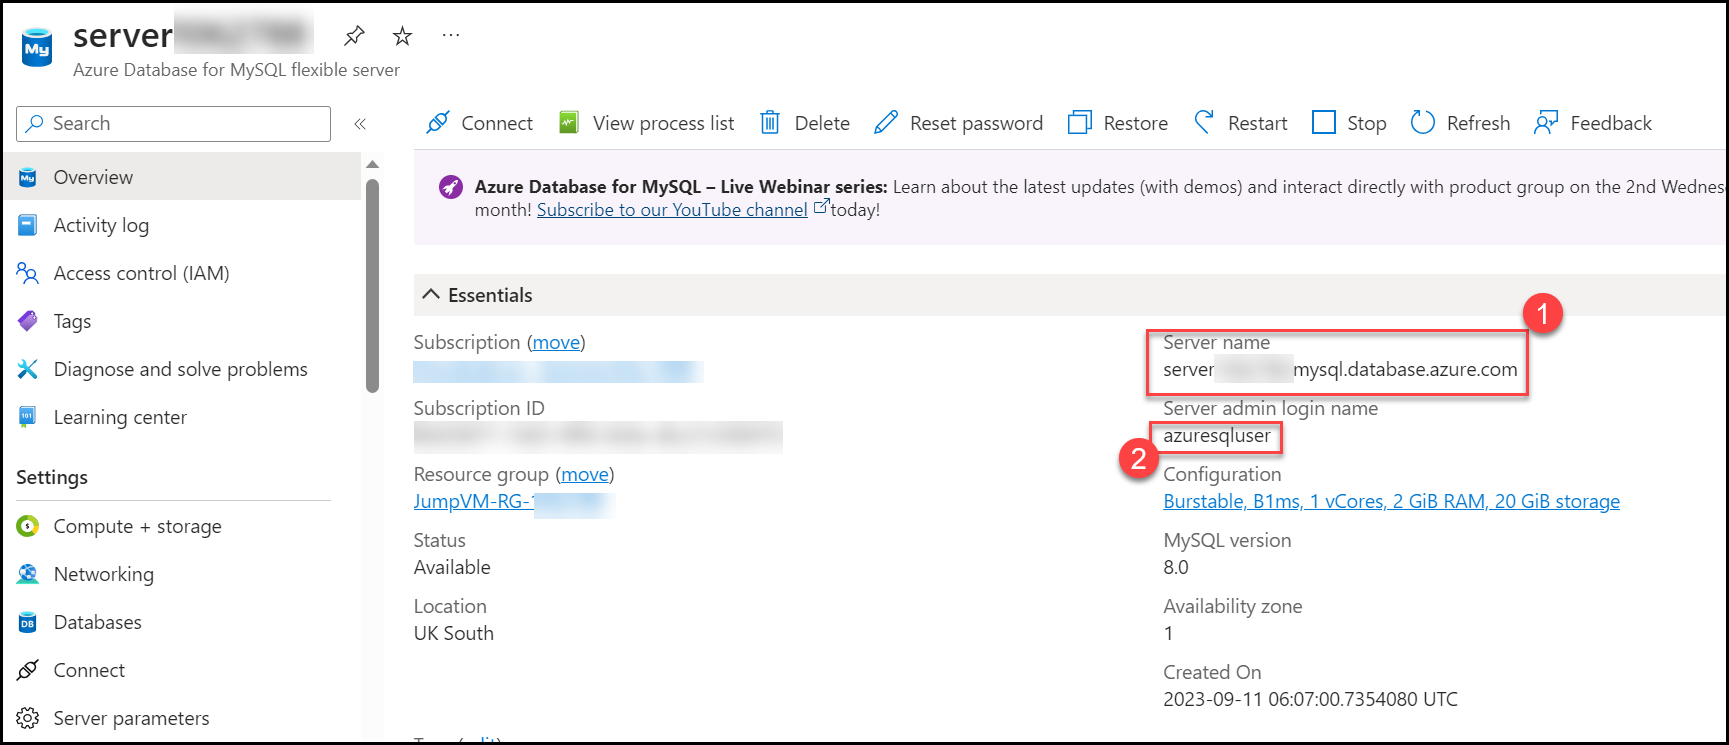 server
Azure Database for MySQL flexible server
Search
Connect
View process list
Delete
Reset password
Restore
Restart
Stop
Refresh
Feedback
Overview
Activity log
Access control (IAM)
Tags
Diagnose and solve problems
Learning center
Settings
Compute + storage
Networking
Databases
Connect
Server parameters
Azure Database for MySQL – Live Webinar series: Learn about the latest updates (with demos) and interact directly with product group on the 2nd Wednes
month! Subscribe to our YouTube channel today!
Essentials
Subscription (move)
Subscription ID
Resource group (move)
JumpVM-RG-
Status
Available
Location
UK South
1
Server name
server mysql.database.azure.com
Server admin login name
2
azuresqluser
Configuration
Burstable, B1ms, 1 vCores, 2 GiB RAM, 20 GiB storage
MySQL version
8.0
Availability zone
1
Created On
2023-09-11 06:07:00.7354080 UTC